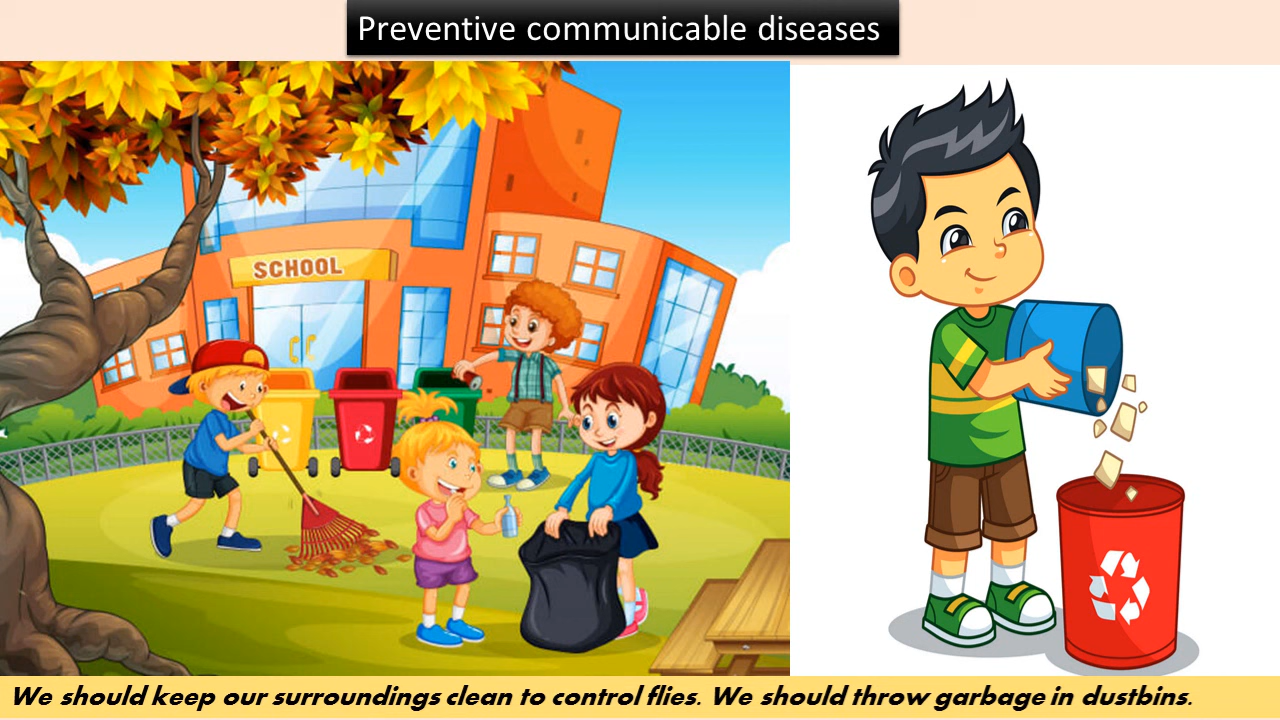 Preventive communicable diseases
SCHOOL
We should keep our surroundings clean to control flies. We should throw garbage in dustbins.